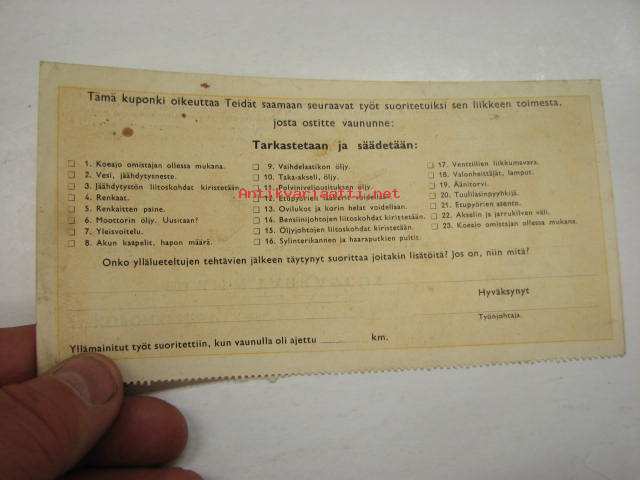 Tämä kuponki oikeuttaa Teidät saamaan seuraavat työt suoritetuiksi sen liikkeen toimesta,
josta ostitte vaununne:
Tarkastetaan ja säädetään:
1. Koeajo omistajan ollessa mukana.
2. Vesi, jäähdytysneste.
3. Jäähdytystön liitoskohdat kiristetään.
4. Renkaat.
5. Renkaitten paine.
6. Moottorin öljy. Uusitaan?
7. Yleisvoitelu.
8. Akun kaapelit, hapon määrä.
9. Vaihdelaatikon öljy.
10. Taka-akseli, öljy.
11. Polviniveljousituksen öljy.
12. Etupyörien laakerit voidellaan.
13. Ovilukot ja korin helat voidellaan.
14. Bensiinijohtojen liitoskohdat kiristetään.
15. Öljyjohtojen liitoskohdat kiristetään.
16. Sylinterikannen ja haaraputkien pultit.
17. Venttiilien liikkumavara.
18. Valonheittäjät, lamput.
19. Äänitorvi.
20. Tuulilasinpyyhkijä.
21. Etupyörien asento.
22. Akselin ja jarrukilven väli.
23. Koeajo omistajan ollessa mukana.
Antikvariaatti.net
Onko yllälueteltujen tehtävien jälkeen täytynyt suorittaa joitakin lisätöitä? Jos on, niin mitä?
Hyväksynyt
Työnjohtaja.
Yllämainitut työt suoritettiin, kun vaunulla oli ajettu km.